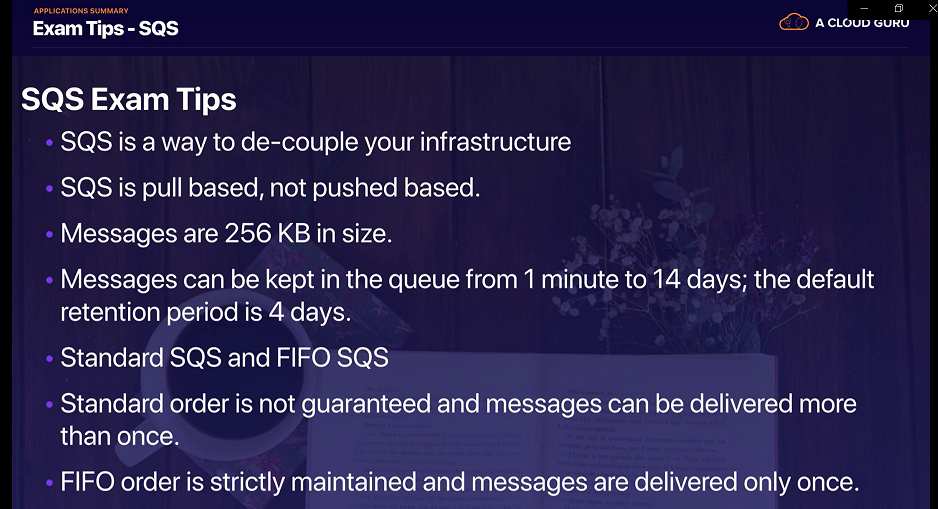 APPLICATIONS SUMMARY
Exam Tips - SQS
A CLOUD GURU
SQS Exam Tips
• SQS is a way to de-couple your infrastructure
• SQS is pull based, not pushed based.
• Messages are 256 KB in size.
• Messages can be kept in the queue from 1 minute to 14 days; the default
retention period is 4 days.
• Standard SQS and FIFO SQS
• Standard order is not guaranteed and messages can be delivered more
than once.
• FIFO order is strictly maintained and messages are delivered only once.